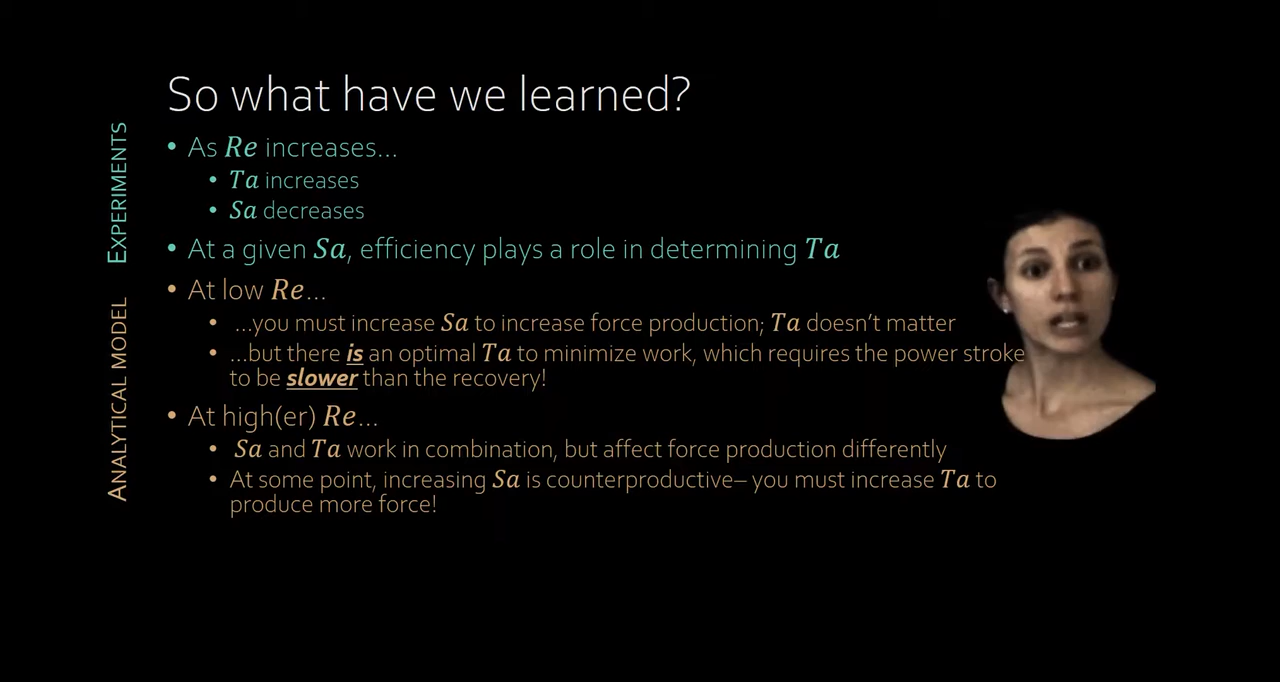 So what have we learned?
EXPERIMENTS
• As Re increases...
• Ta increases
• Sa decreases
• At a given Sa, efficiency plays a role in determining Ta
ANALYTICAL MODEL
• At low Re...
• ...you must increase Sa to increase force production; Ta doesn't matter
• ...but there is an optimal Ta to minimize work, which requires the power stroke
to be slower than the recovery!
• At high(er) Re...
• Sa and Ta work in combination, but affect force production differently
• At some point, increasing Sa is counterproductive– you must increase Ta to
produce more force!